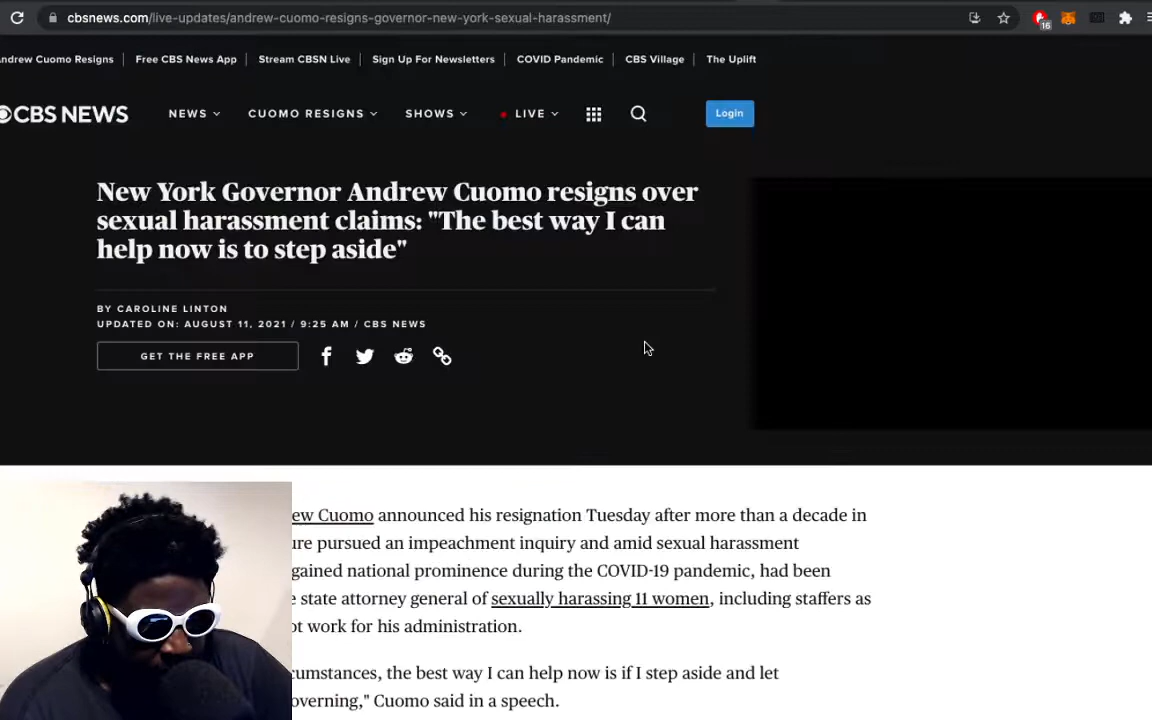 cbsnews.com/live-updates/andrew-cuomo-resigns-governor-new-york-sexual-harassment/
16
ndrew Cuomo Resigns | Free CBS News App | Stream CBSN Live | Sign Up For Newsletters | COVID Pandemic | CBS Village | The Uplift
CBS NEWS NEWS CUOMO RESIGNS SHOWS LIVE Login
New York Governor Andrew Cuomo resigns over
sexual harassment claims: "The best way I can
help now is to step aside"
BY CAROLINE LINTON
UPDATED ON: AUGUST 11, 2021 / 9:25 AM / CBS NEWS
GET THE FREE APP
ew Cuomo announced his resignation Tuesday after more than a decade in
ure pursued an impeachment inquiry and amid sexual harassment
gained national prominence during the COVID-19 pandemic, had been
e state attorney general of sexually harassing 11 women, including staffers as
ot work for his administration.
cumstances, the best way I can help now is if I step aside and let
overning," Cuomo said in a speech.